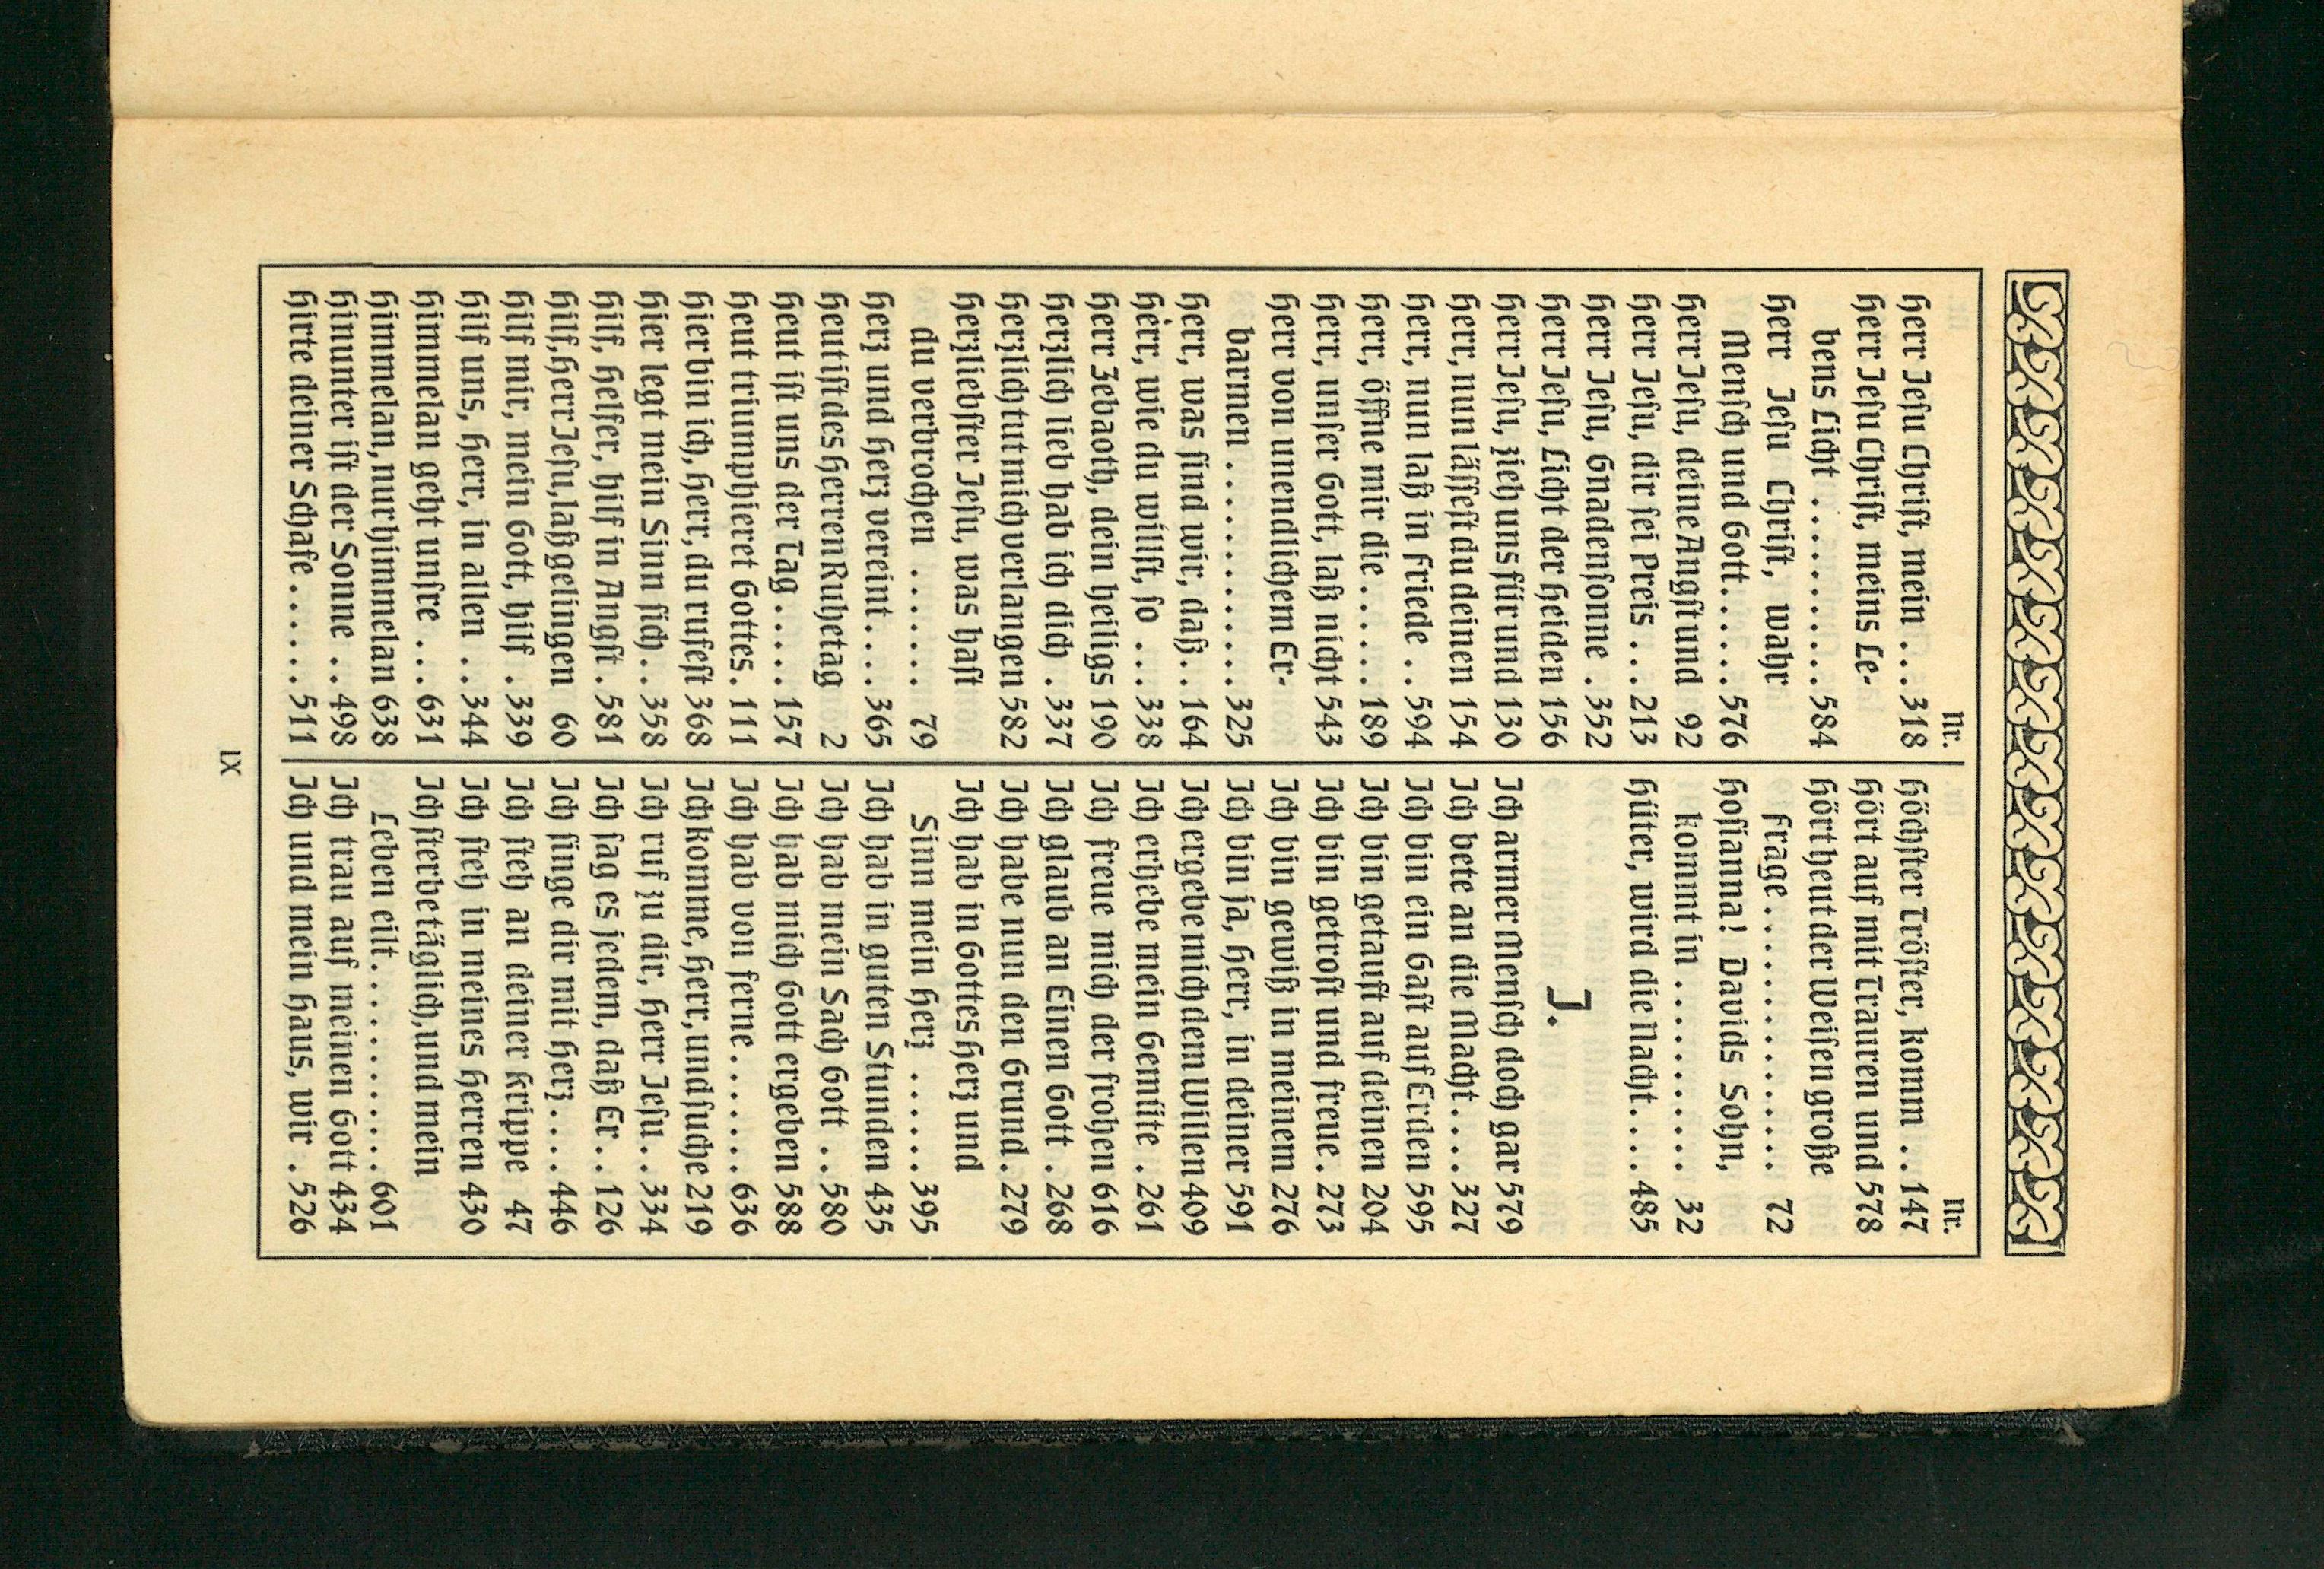 Nr.
Herr Jeſu Chriſt, mein . . . 318
Herr Jeſu Chriſt, meins Le-
bens Licht . . . . . . . . . . 584
Herr Jeſu Chriſt, wahr
Menſch und Gott . . . . . . 576
Herr Jeſu, deine Angſt und 92
Herr Jeſu, dir ſei Preis . . . 213
Herr Jeſu, Gnadenſonne . 352
Herr Jeſu, Licht der Heiden 156
Herr Jeſu, zieh uns für und 130
Herr, nun läſſeſt du deinen 154
Herr, nun laß in Friede . . 594
Herr, öffne mir die . . . . . . 189
Herr, unſer Gott, laß nicht 543
Herr von unendlichem Er-
barmen . . . . . . . . . . . . 325
Herr, was ſind wir, daß . . 164
Herr, wie du willſt, ſo . . . 338
Herr Zebaoth, dein heiligs 190
Herzlich lieb hab ich dich . 337
Herzlich tut mich verlangen 582
Herzliebſter Jeſu, was haſt
du verbrochen . . . . . . . 79
Herz und Herz vereint . . . . 365
Heut iſt des Herren Ruhetag 2
Heut iſt uns der Tag . . . . . 157
Heut triumphieret Gottes . 111
Hier bin ich, Herr, du rufeſt 368
Hier legt mein Sinn ſich . . 358
Hilf, Helfer, hilf in Angſt . 581
Hilf, Herr Jeſu, laß gelingen 60
Hilf mir, mein Gott, hilf . 339
Hilf uns, Herr, in allen . . 344
Himmelan geht unſre . . . 631
Himmelan, nur himmelan 638
Hinunter iſt der Sonne . . 498
Hirte deiner Schafe . . . . . . 511
Nr.
Höchſter Tröſter, komm . . 147
Hört auf mit Trauren und 578
Hört heut der Weiſen große
Frage . . . . . . . . . . . . . 72
Hoſianna! Davids Sohn,
kommt in . . . . . . . . . . 32
Hüter, wird die Nacht . . . . 485
J.
Ich armer Menſch doch gar 579
Ich bete an die Macht . . . . 327
Ich bin ein Gaſt auf Erden 595
Ich bin getauft auf deinen 204
Ich bin getroſt und freue . 273
Ich bin gewiß in meinem 276
Ich bin ja, Herr, in deiner 591
Ich ergebe mich dem Willen 409
Ich erhebe mein Gemüte . 261
Ich freue mich der frohen 616
Ich glaub an Einen Gott . 268
Ich habe nun den Grund . 279
Ich hab in Gottes Herz und
Sinn mein Herz . . . . . . 395
Ich hab in guten Stunden 435
Ich hab mein Sach Gott . . 580
Ich hab mich Gott ergeben 588
Ich hab von ferne . . . . . . . 636
Ich komme, Herr, und ſuche 219
Ich ruf zu dir, Herr Jeſu . . 334
Ich ſag es jedem, daß Er . . 126
Ich ſinge dir mit Herz . . . . 446
Ich ſteh an deiner Krippe 47
Ich ſteh in meines Herren 430
Ich ſterbe täglich, und mein
Leben eilt . . . . . . . . . . . 601
Ich trau auf meinen Gott 434
Ich und mein Haus, wir . 526
IX